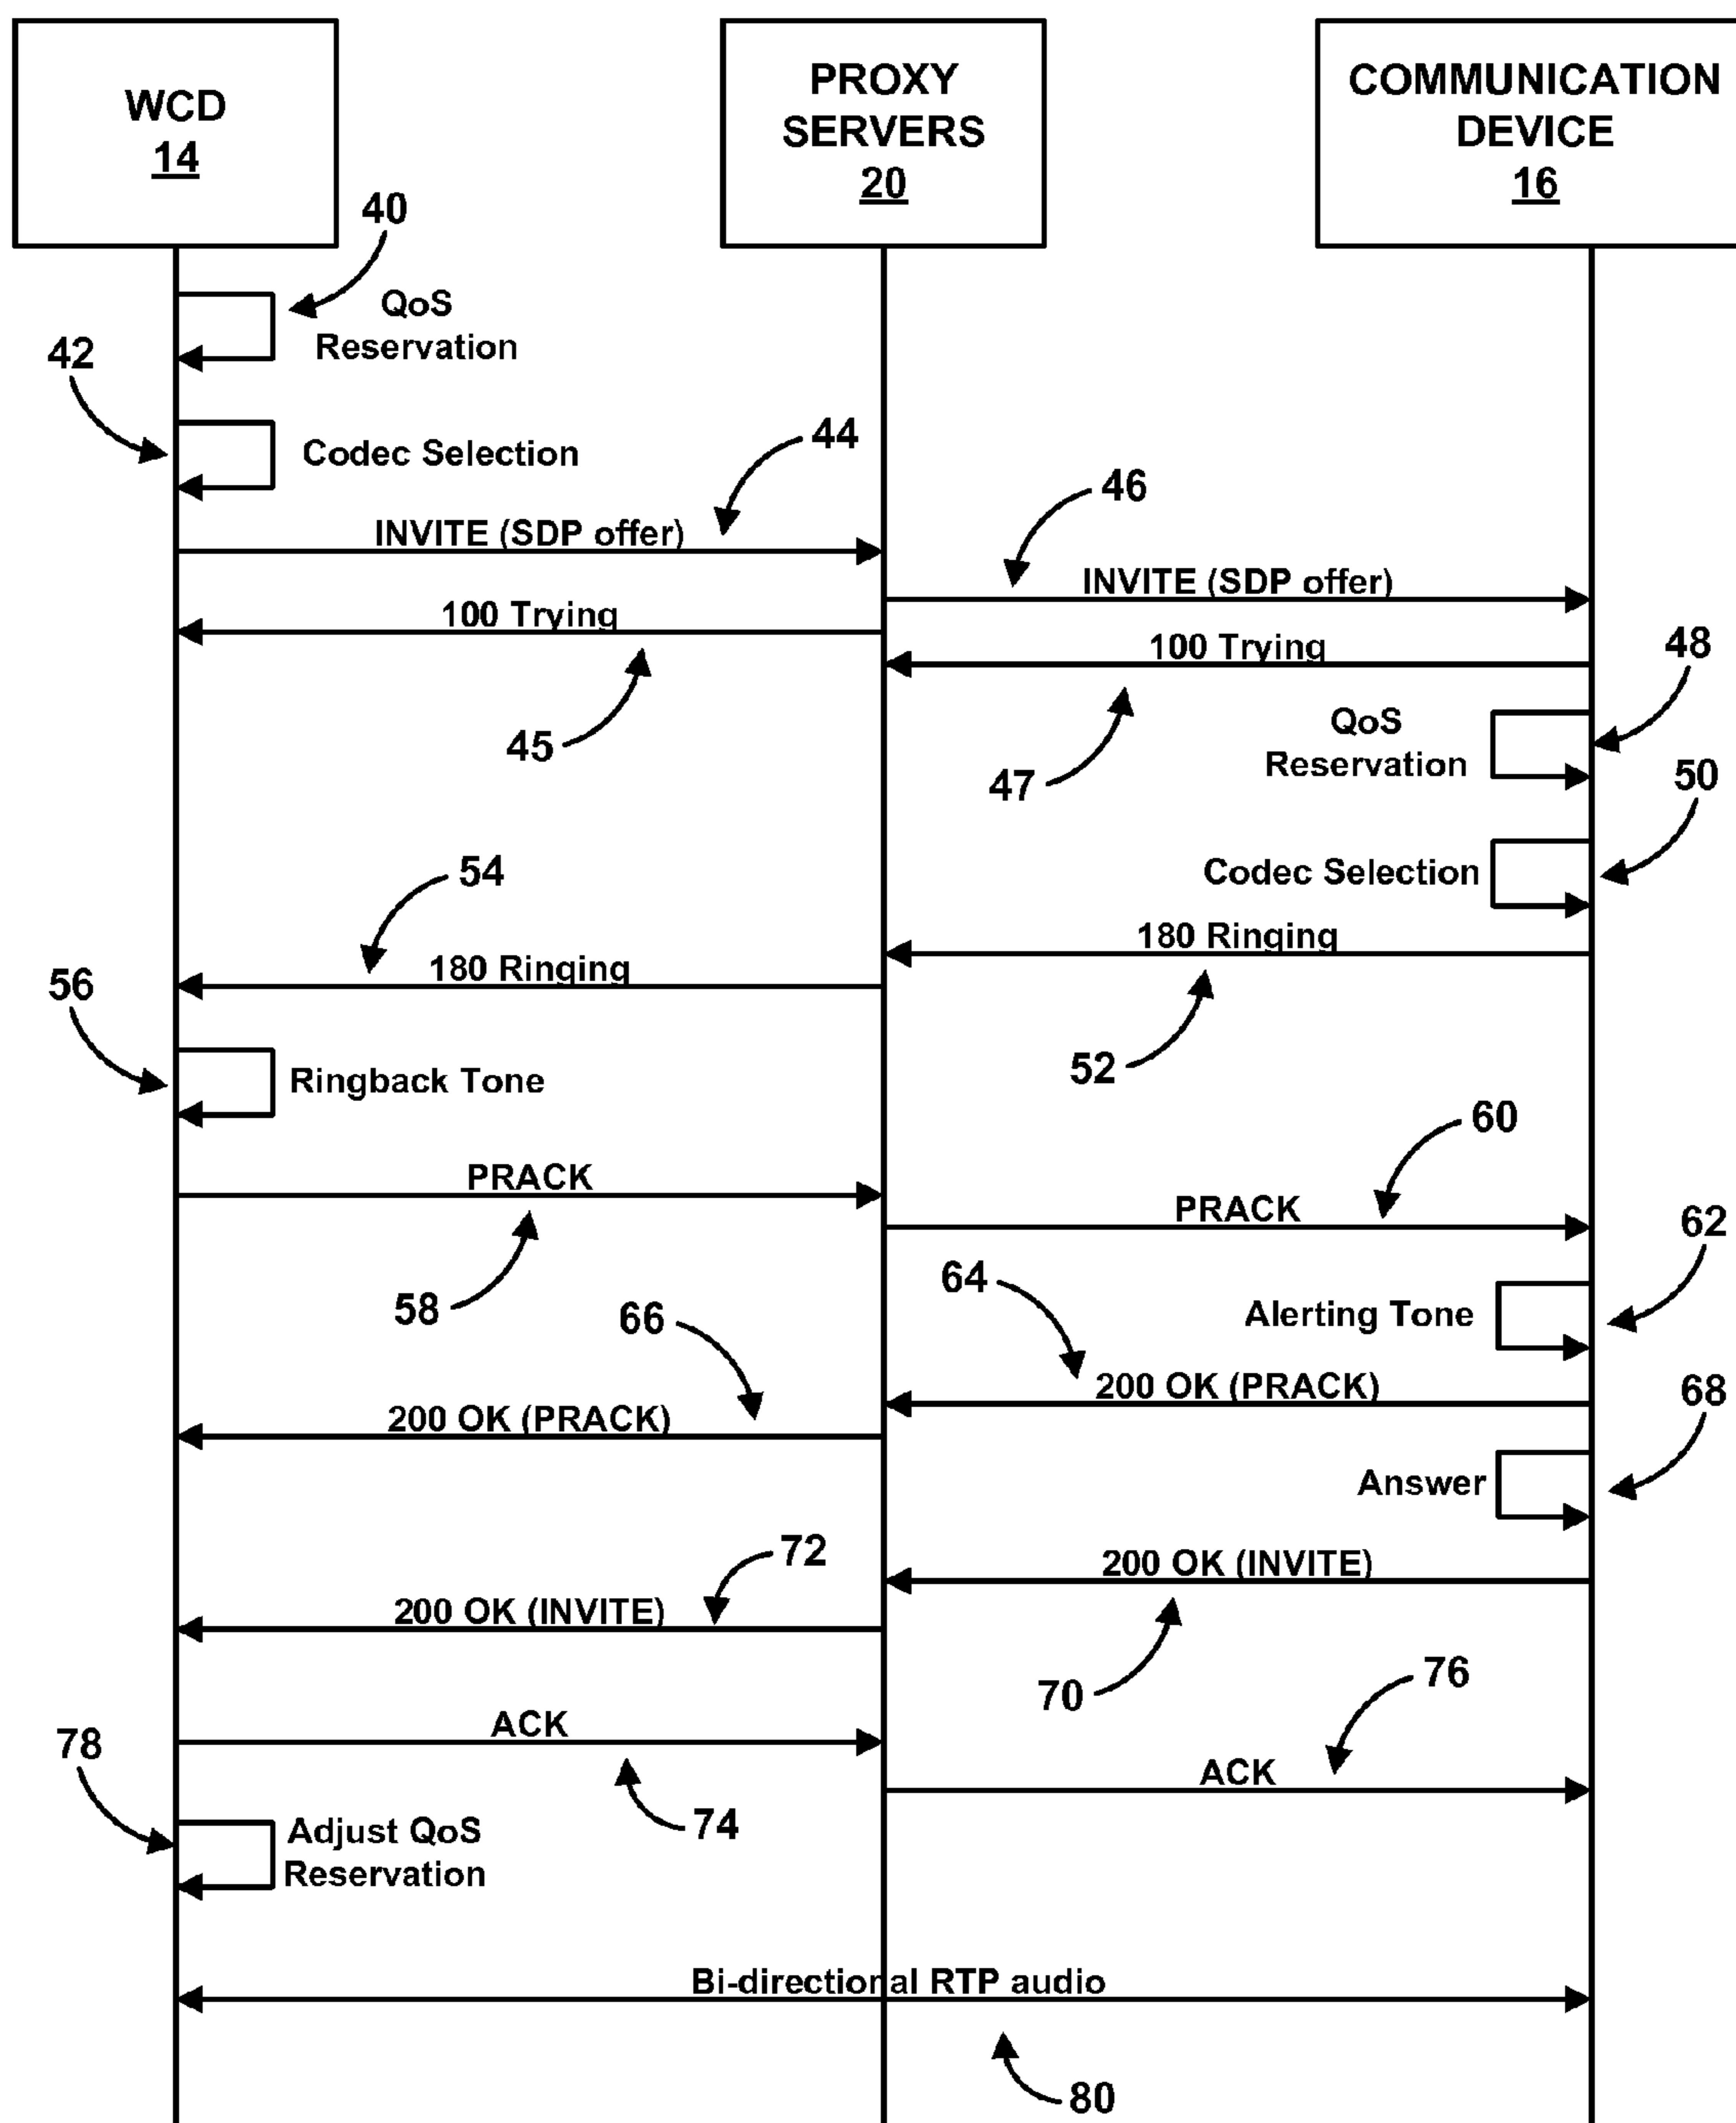 WCD
14
PROXY
SERVERS
20
COMMUNICATION
DEVICE
16
40
QoS
Reservation
42
Codec Selection
44
INVITE (SDP offer)
46
INVITE (SDP offer)
100 Trying
45
100 Trying
47
48
QoS
Reservation
50
Codec Selection
54
180 Ringing
52
180 Ringing
56
Ringback Tone
60
PRACK
58
PRACK
62
64
Alerting Tone
66
200 OK (PRACK)
200 OK (PRACK)
68
Answer
72
200 OK (INVITE)
200 OK (INVITE)
70
76
ACK
74
ACK
78
Adjust QoS
Reservation
Bi-directional RTP audio
80